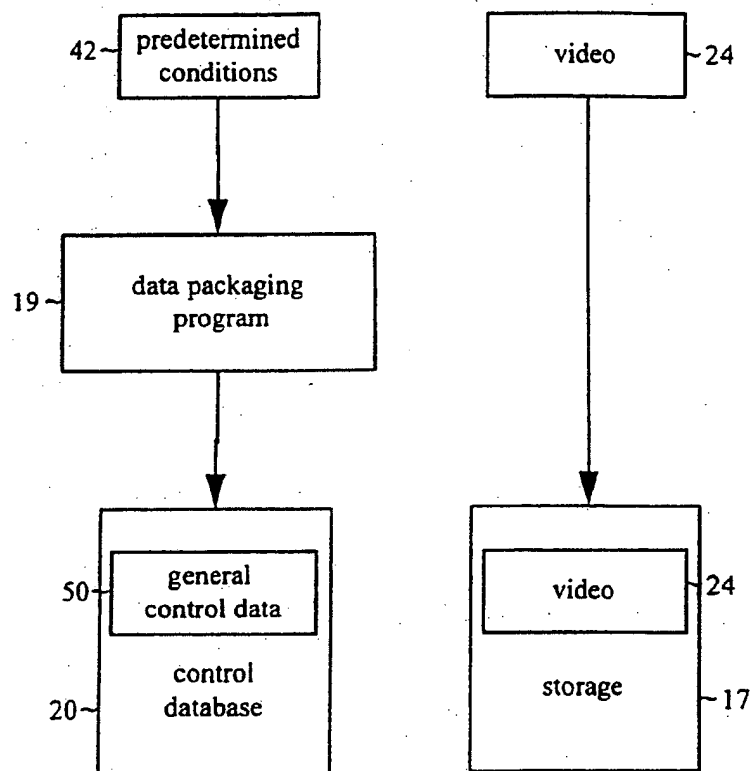 42 predetermined conditions
video 24
19 data packaging program
50 general control data
video 24
control database
20
storage 17